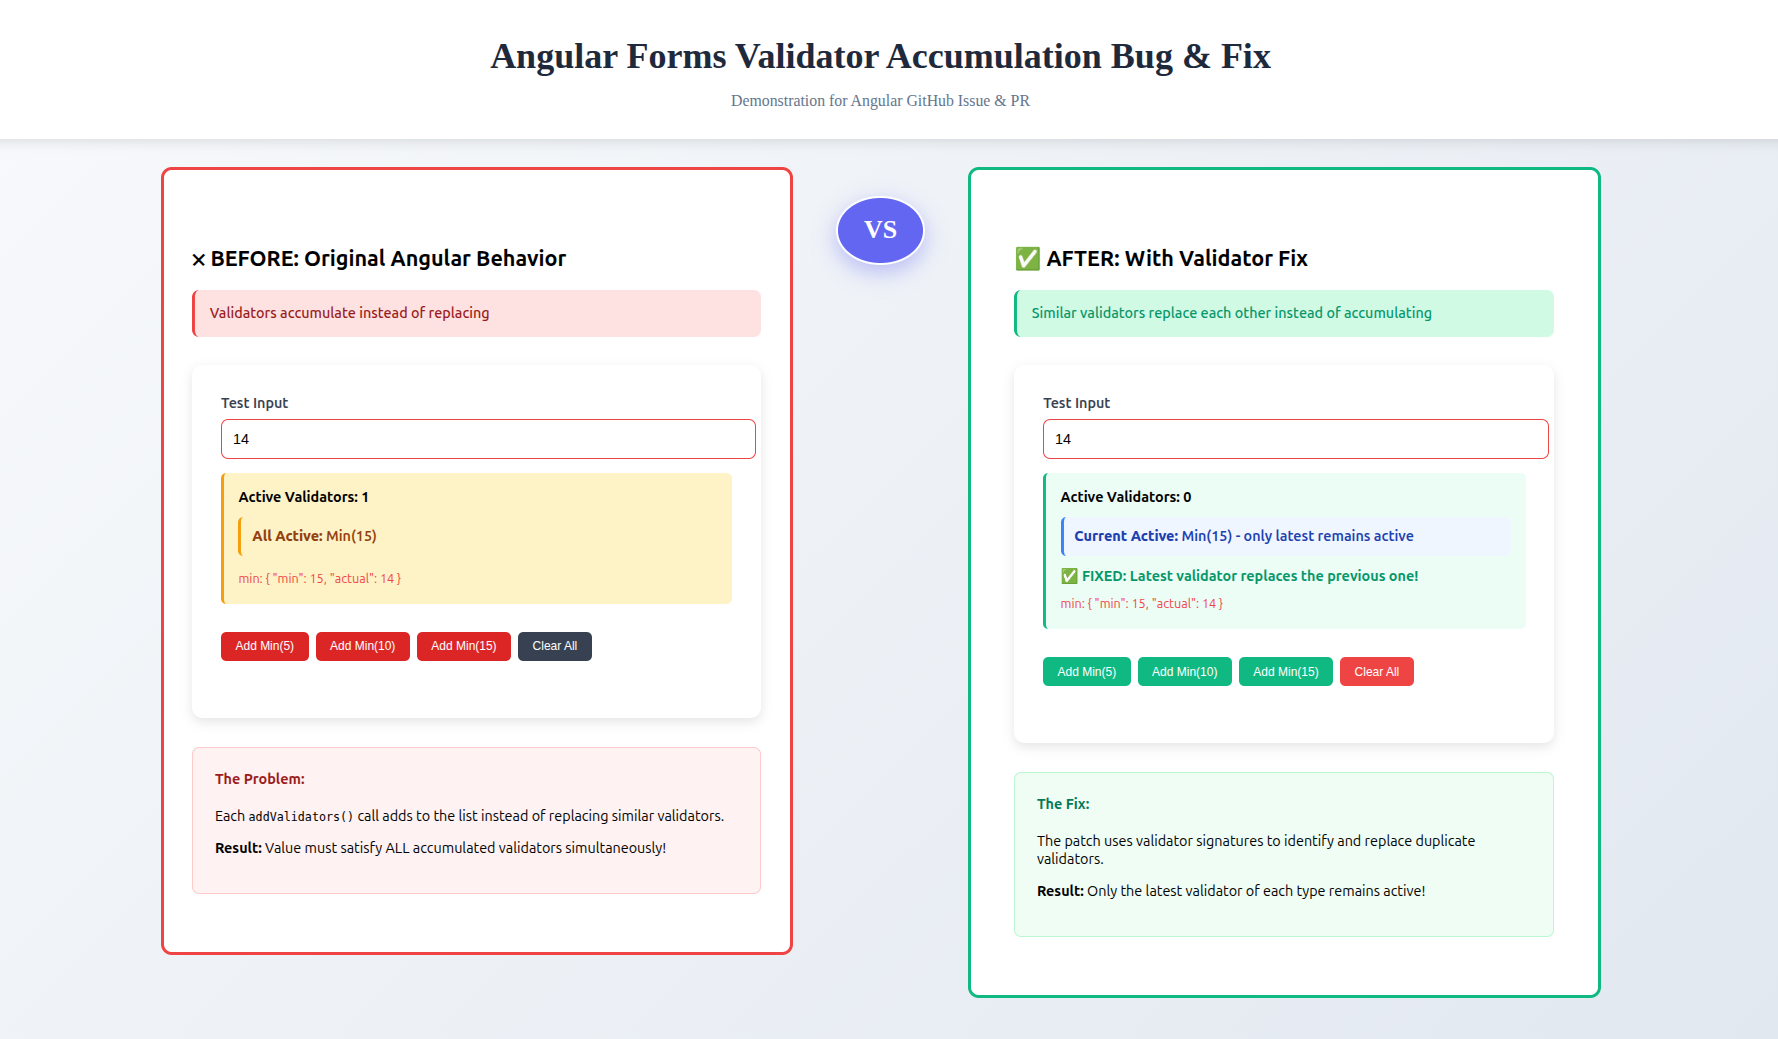 Angular Forms Validator Accumulation Bug & Fix
Demonstration for Angular GitHub Issue & PR
✕ BEFORE: Original Angular Behavior
Validators accumulate instead of replacing
Test Input
14
Active Validators: 1
All Active: Min(15)
min: { "min": 15, "actual": 14 }
Add Min(5) Add Min(10) Add Min(15) Clear All
The Problem:
Each addValidators() call adds to the list instead of replacing similar validators.
Result: Value must satisfy ALL accumulated validators simultaneously!
VS
✅ AFTER: With Validator Fix
Similar validators replace each other instead of accumulating
Test Input
14
Active Validators: 0
Current Active: Min(15) - only latest remains active
✅ FIXED: Latest validator replaces the previous one!
min: { "min": 15, "actual": 14 }
Add Min(5) Add Min(10) Add Min(15) Clear All
The Fix:
The patch uses validator signatures to identify and replace duplicate
validators.
Result: Only the latest validator of each type remains active!